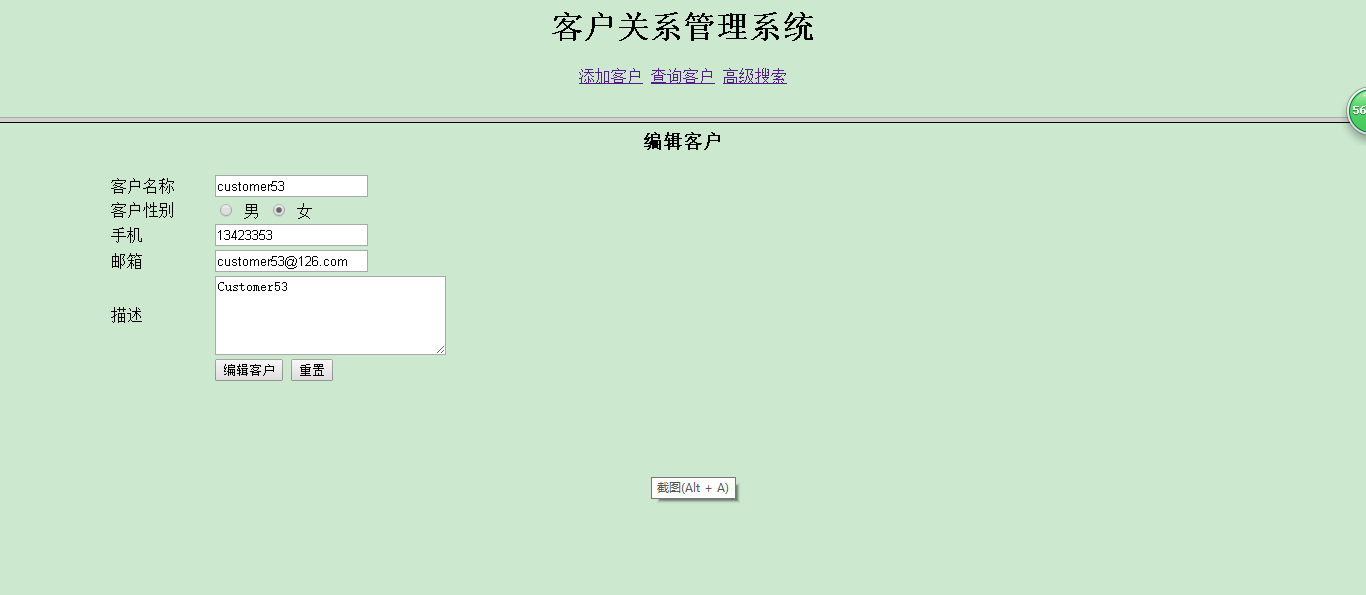 客户关系管理系统
添加客户 查询客户 高级搜索
56
编辑客户
客户名称 customer53
客户性别 男 女
手机 13423353
邮箱 customer53@126.com
描述 Customer53
编辑客户 重置
截图(Alt + A)